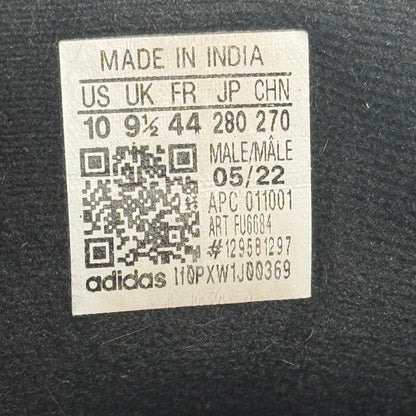 MADE IN INDIA
US UK FR JP CHN
10 9½ 44 280 270
MALE/MÂLE
05/22
APC 011001
ART FU6684
#129581297
adidas I10PXW1J00369